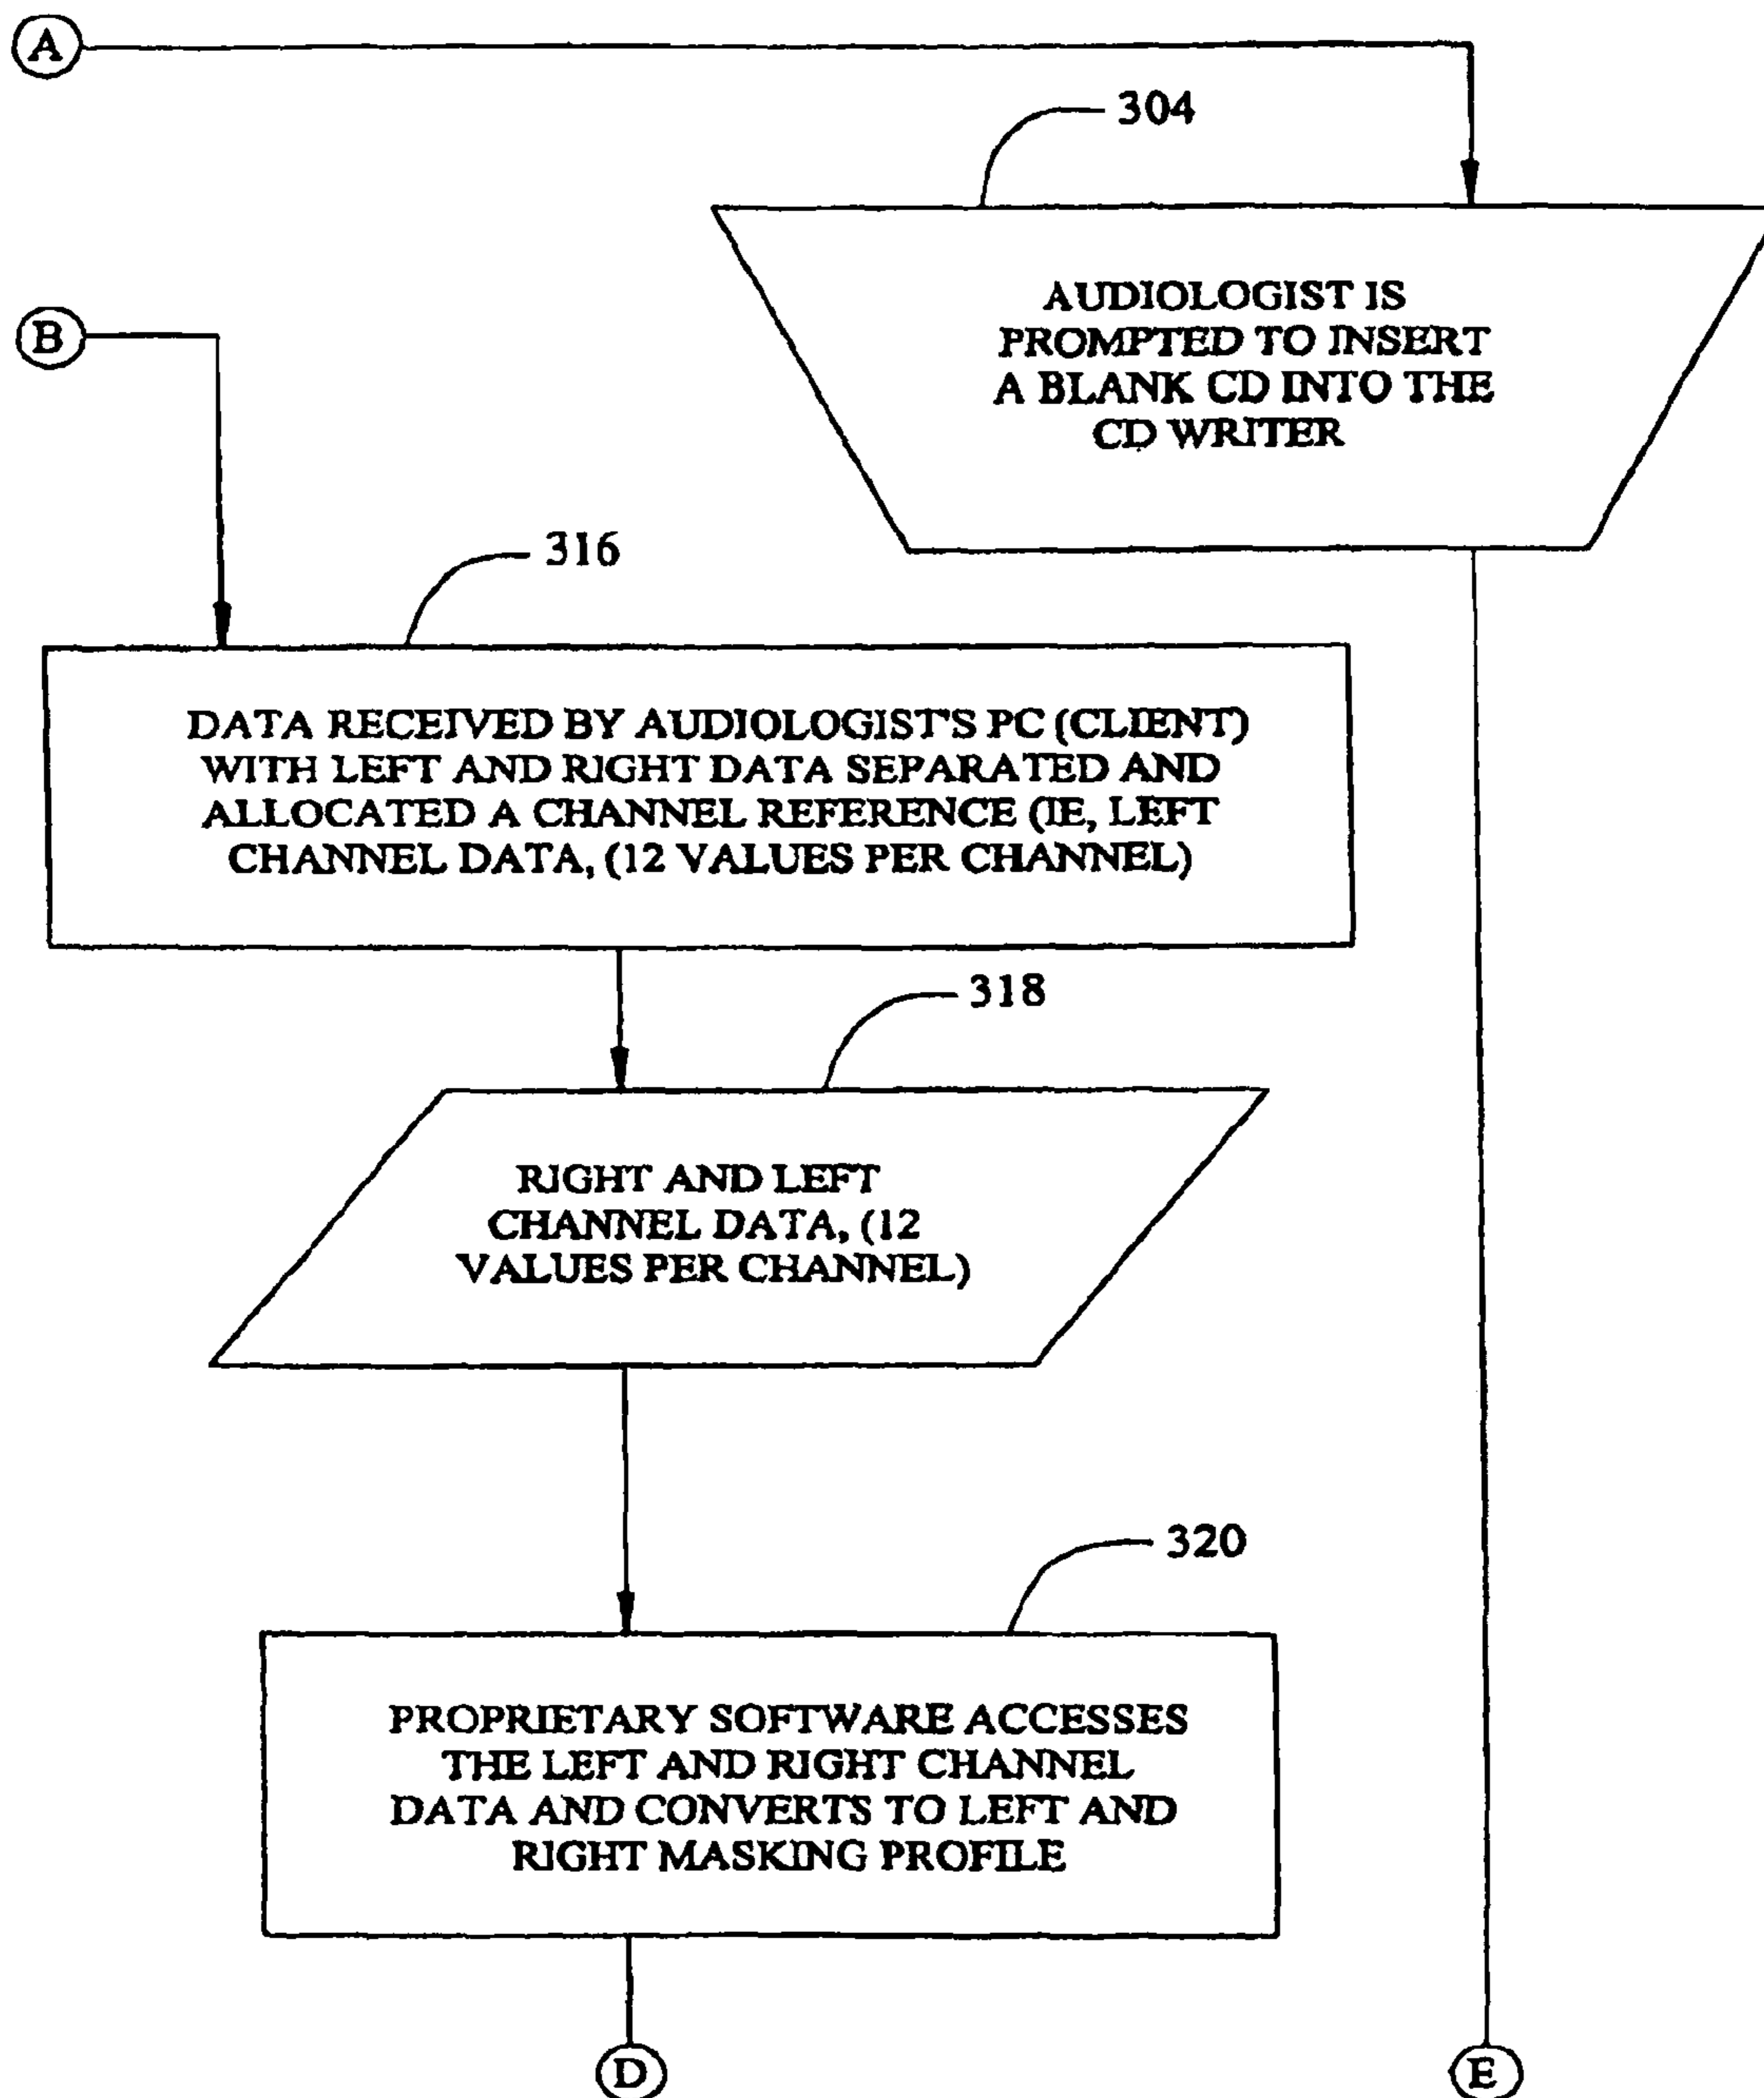 A
304
AUDIOLOGIST IS
PROMPTED TO INSERT
A BLANK CD INTO THE
CD WRITER
B
316
DATA RECEIVED BY AUDIOLOGIST'S PC (CLIENT)
WITH LEFT AND RIGHT DATA SEPARATED AND
ALLOCATED A CHANNEL REFERENCE (IE, LEFT
CHANNEL DATA, (12 VALUES PER CHANNEL)
318
RIGHT AND LEFT
CHANNEL DATA, (12
VALUES PER CHANNEL)
320
PROPRIETARY SOFTWARE ACCESSES
THE LEFT AND RIGHT CHANNEL
DATA AND CONVERTS TO LEFT AND
RIGHT MASKING PROFILE
D
E